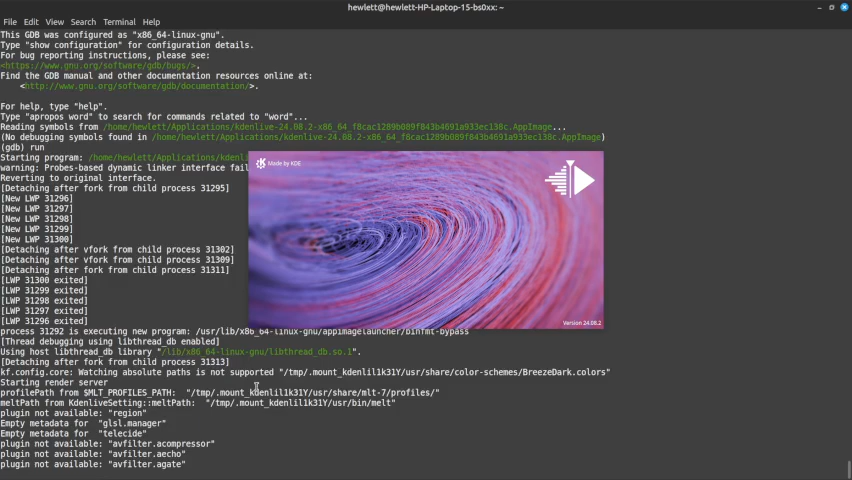 hewlett@hewlett-HP-Laptop-15-bs0xx: ~
File Edit View Search Terminal Help
This GDB was configured as "x86_64-linux-gnu".
Type "show configuration" for configuration details.
For bug reporting instructions, please see:
<https://www.gnu.org/software/gdb/bugs/>.
Find the GDB manual and other documentation resources online at:
<http://www.gnu.org/software/gdb/documentation/>.
For help, type "help".
Type "apropos word" to search for commands related to "word"...
Reading symbols from /home/hewlett/Applications/kdenlive-24.08.2-x86_64_f8cac1289b089f843b4691a933ec138c.AppImage...
(No debugging symbols found in /home/hewlett/Applications/kdenlive-24.08.2-x86_64_f8cac1289b089f843b4691a933ec138c.AppImage)
(gdb) run
Starting program: /home/hewlett/Applications/kdenli
warning: Probes-based dynamic linker interface fail
Reverting to original interface.
[Detaching after fork from child process 31295]
[New LWP 31296]
[New LWP 31297]
[New LWP 31298]
[New LWP 31299]
[New LWP 31300]
[Detaching after vfork from child process 31302]
[Detaching after vfork from child process 31309]
[Detaching after fork from child process 31311]
[LWP 31300 exited]
[LWP 31299 exited]
[LWP 31298 exited]
[LWP 31297 exited]
[LWP 31296 exited]
Made by KDE
Version 24.08.2
process 31292 is executing new program: /usr/lib/x86_64-linux-gnu/appimagelauncher/binfmt-bypass
[Thread debugging using libthread_db enabled]
Using host libthread_db library "/lib/x86_64-linux-gnu/libthread_db.so.1".
[Detaching after fork from child process 31313]
kf.config.core: Watching absolute paths is not supported "/tmp/.mount_kdenlil1k31Y/usr/share/color-schemes/BreezeDark.colors"
Starting render server
profilePath from $MLT_PROFILES_PATH: "/tmp/.mount_kdenlil1k31Y/usr/share/mlt-7/profiles/"
meltPath from KdenliveSetting::meltPath: "/tmp/.mount_kdenlil1k31Y/usr/bin/melt"
plugin not available: "region"
Empty metadata for "glsl.manager"
Empty metadata for "telecide"
plugin not available: "avfilter.acompressor"
plugin not available: "avfilter.aecho"
plugin not available: "avfilter.agate"